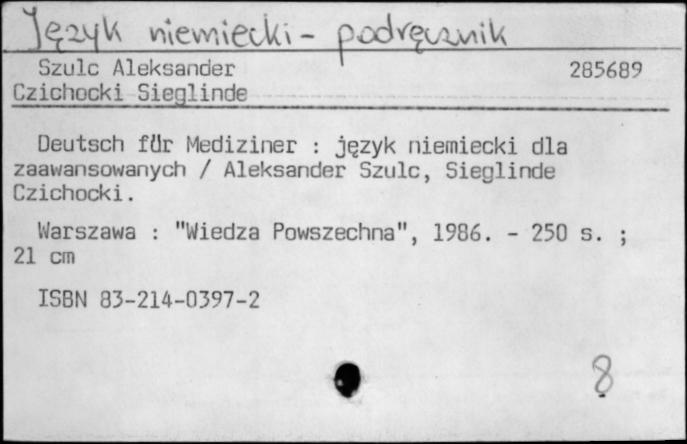 Język niemiecki - podręcznik
Szulc Aleksander 285689
Czichocki Sieglinde
Deutsch für Mediziner : język niemiecki dla
zaawansowanych / Aleksander Szulc, Sieglinde
Czichocki.
Warszawa : "Wiedza Powszechna", 1986. - 250 s. ;
21 cm
ISBN 83-214-0397-2
8